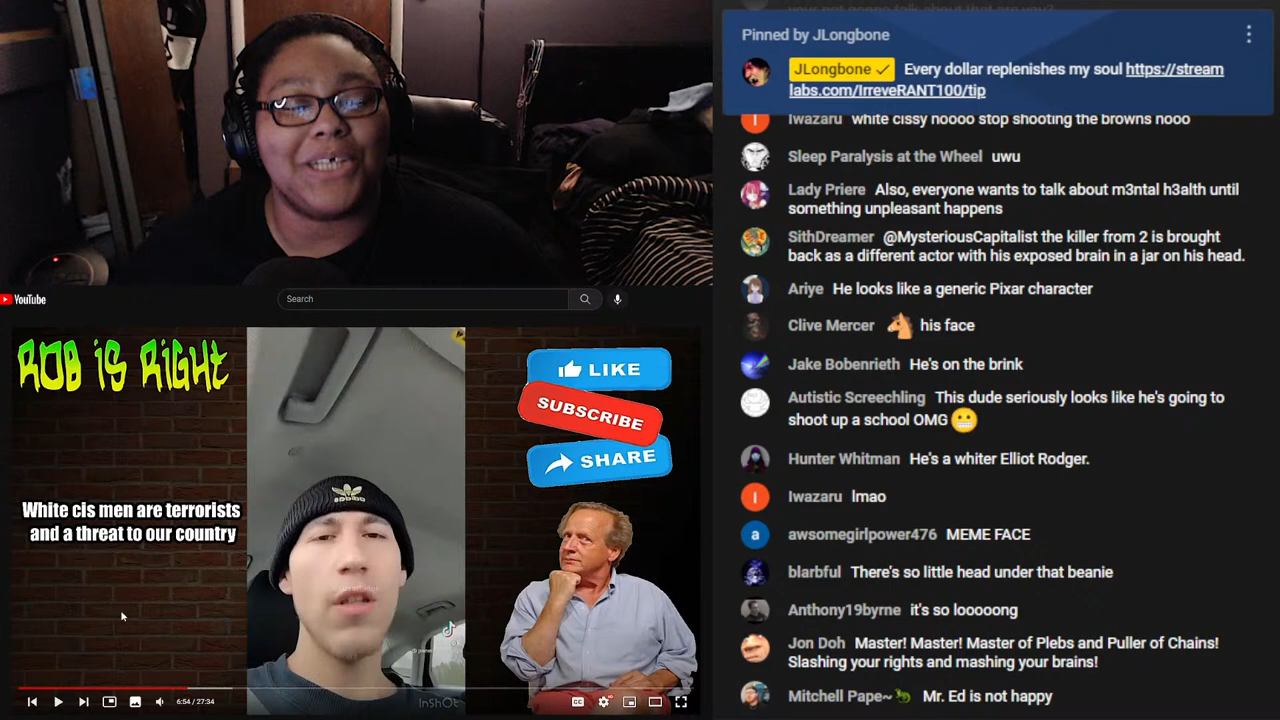 Pinned by JLongbone
JLongbone Every dollar replenishes my soul https://stream
labs.com/IrreveRANT100/tip
Iwazaru white cissy noooo stop shooting the browns nooo
Sleep Paralysis at the Wheel uwu
Lady Priere Also, everyone wants to talk about m3ntal h3alth until
something unpleasant happens
SithDreamer @MysteriousCapitalist the killer from 2 is brought
back as a different actor with his exposed brain in a jar on his head.
Ariye He looks like a generic Pixar character
Clive Mercer his face
Jake Bobenrieth He's on the brink
Autistic Screechling This dude seriously looks like he's going to
shoot up a school OMG
Hunter Whitman He's a whiter Elliot Rodger.
Iwazaru lmao
awsomegirlpower476 MEME FACE
blarbful There's so little head under that beanie
Anthony19byrne it's so looooong
Jon Doh Master! Master! Master of Plebs and Puller of Chains!
Slashing your rights and mashing your brains!
Mitchell Pape~ Mr. Ed is not happy
YouTube
Search
ROB iS RiGHt
White cis men are terrorists
and a threat to our country
LIKE
SUBSCRIBE
SHARE
adidas
InShOt
6:54 / 27:34